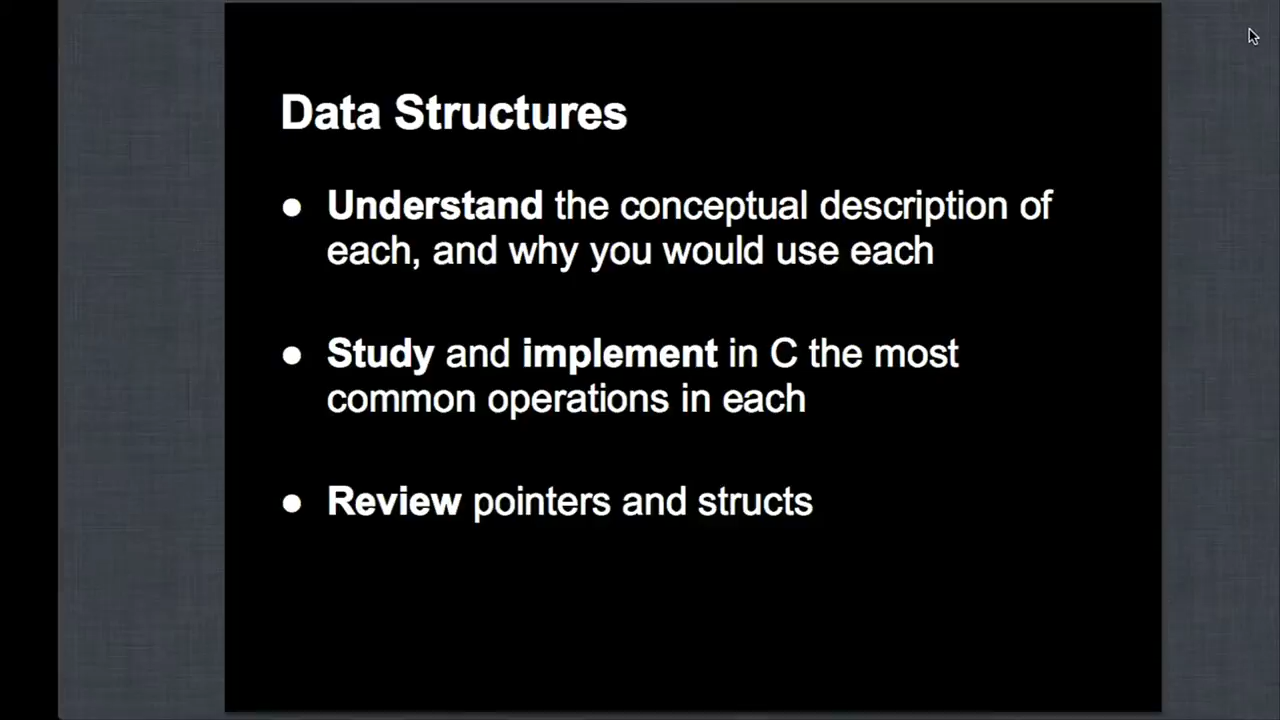 Data Structures
● Understand the conceptual description of
each, and why you would use each
● Study and implement in C the most
common operations in each
● Review pointers and structs